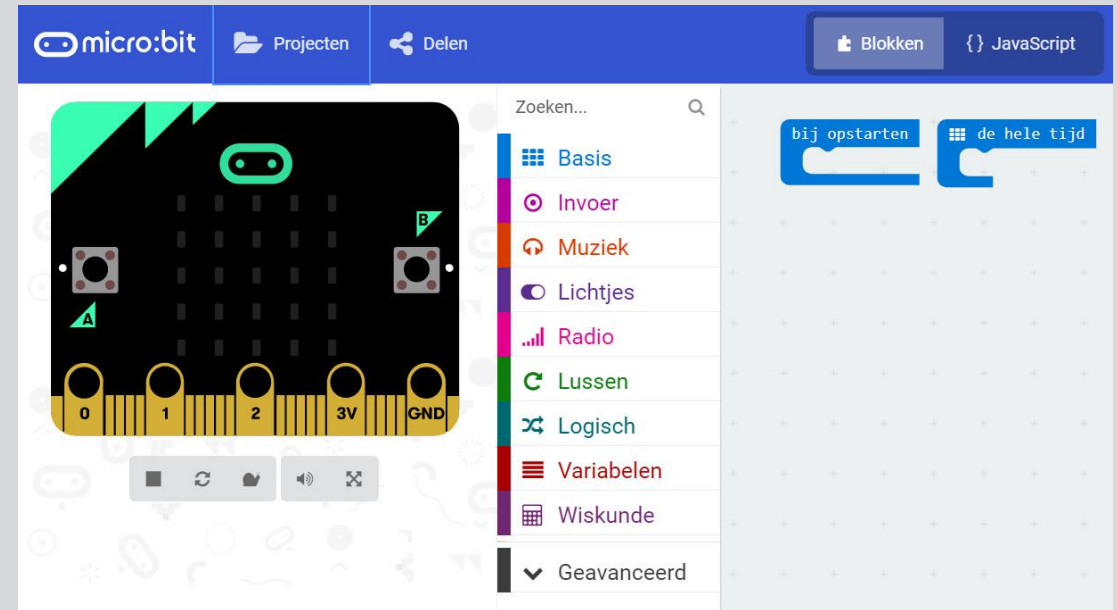 micro:bit
Projecten
Delen
Blokken
{} JavaScript
Zoeken...
bij opstarten
de hele tijd
Basis
Invoer
Muziek
Lichtjes
Radio
Lussen
Logisch
Variabelen
Wiskunde
Geavanceerd
B
A
0 1 2 3V GND